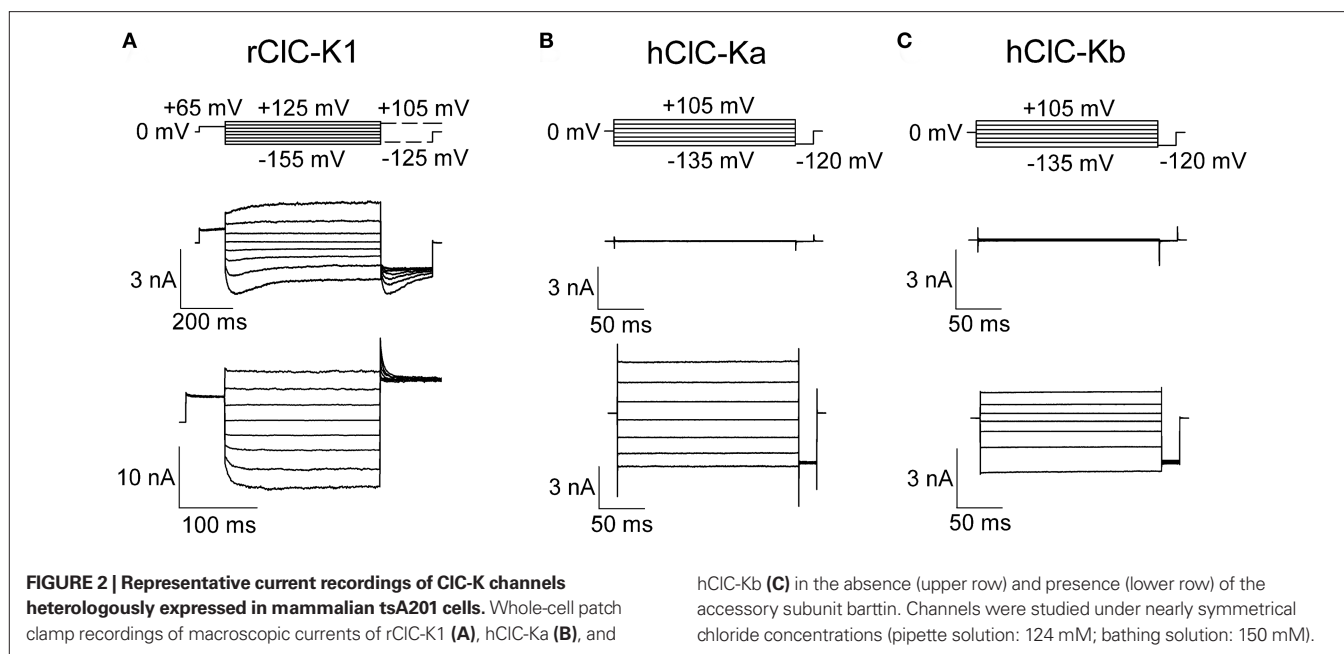 A
rClC-K1
+65 mV
+125 mV
+105 mV
0 mV
-155 mV
-125 mV
3 nA
200 ms
10 nA
100 ms
B
hClC-Ka
+105 mV
0 mV
-135 mV
-120 mV
3 nA
50 ms
3 nA
50 ms
C
hClC-Kb
+105 mV
0 mV
-135 mV
-120 mV
3 nA
50 ms
3 nA
50 ms
FIGURE 2 | Representative current recordings of ClC-K channels
heterologously expressed in mammalian tsA201 cells. Whole-cell patch
clamp recordings of macroscopic currents of rClC-K1 (A), hClC-Ka (B), and
hClC-Kb (C) in the absence (upper row) and presence (lower row) of the
accessory subunit barttin. Channels were studied under nearly symmetrical
chloride concentrations (pipette solution: 124 mM; bathing solution: 150 mM).